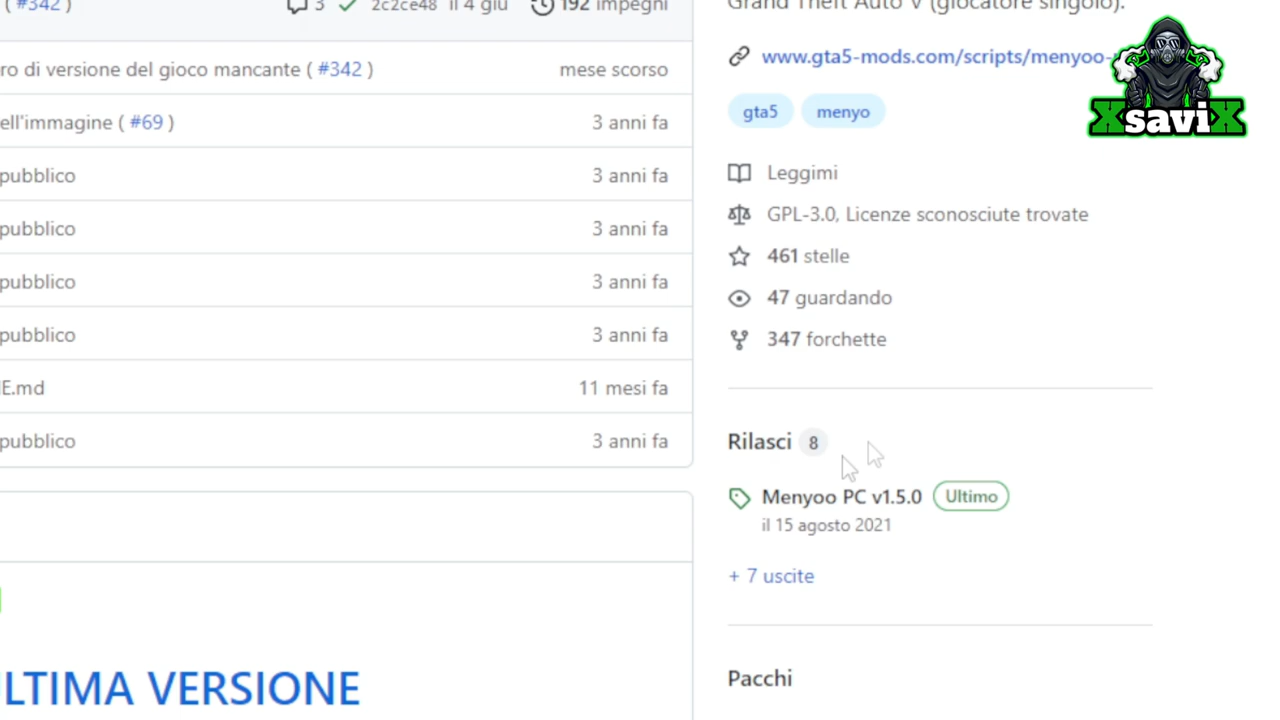 ( #342 ) 3 2c2ce48 il 4 giu 192 impegni
ro di versione del gioco mancante ( #342 ) mese scorso
ell'immagine ( #69 ) 3 anni fa
pubblico 3 anni fa
pubblico 3 anni fa
pubblico 3 anni fa
pubblico 3 anni fa
E.md 11 mesi fa
pubblico 3 anni fa
LTIMA VERSIONE
Grand Theft Auto V (giocatore singolo).
www.gta5-mods.com/scripts/menyoo-
XsaviX
gta5 menyo
Leggimi
GPL-3.0, Licenze sconosciute trovate
461 stelle
47 guardando
347 forchette
Rilasci 8
Menyoo PC v1.5.0 Ultimo
il 15 agosto 2021
+ 7 uscite
Pacchi